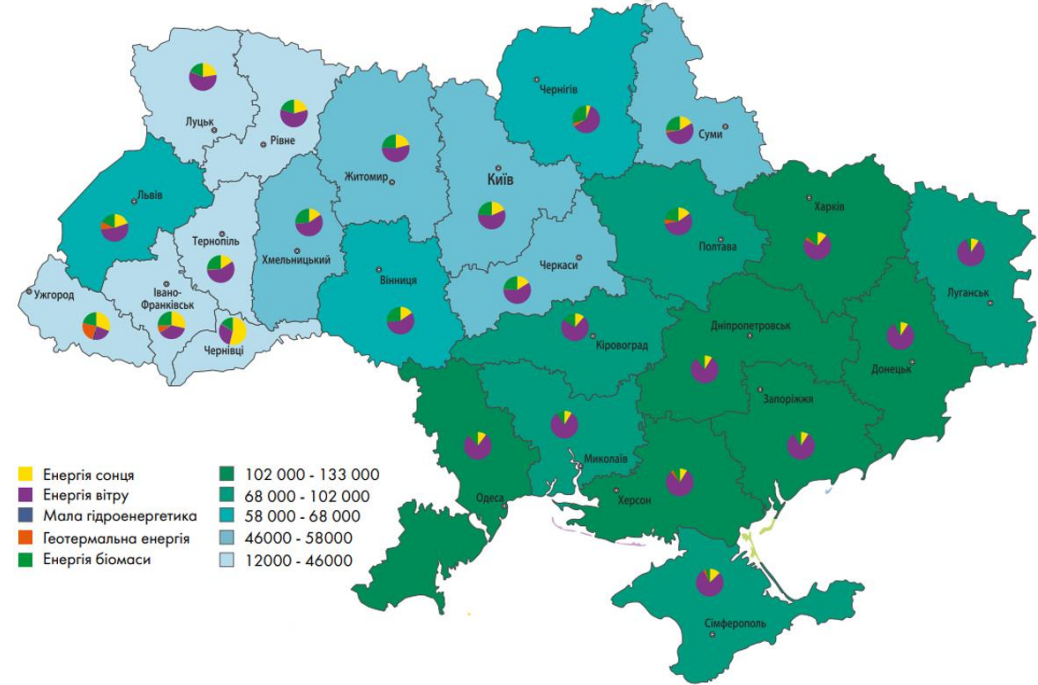 Чернігів
Луцьк
Рівне
Суми
Житомир
Київ
Львів
Харків
Тернопіль
Хмельницький
Полтава
Черкаси
Вінниця
Луганськ
Ужгород
Івано-
Франківськ
Дніпропетровськ
Чернівці
Кіровоград
Донецьк
Запоріжжя
Миколаїв
Одеса
Херсон
Сімферополь
Енергія сонця
Енергія вітру
Мала гідроенергетика
Геотермальна енергія
Енергія біомаси
102 000 - 133 000
68 000 - 102 000
58 000 - 68 000
46000 - 58000
12000 - 46000